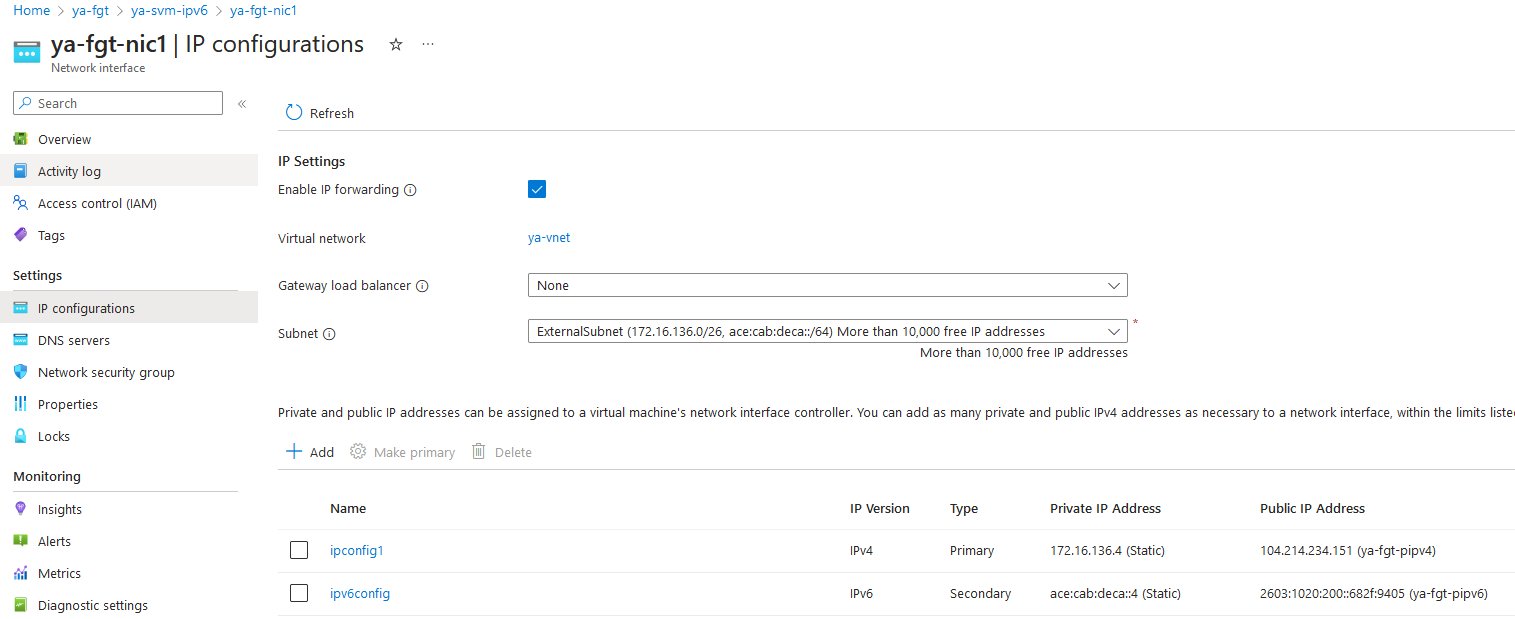 Home > ya-fgt > ya-svm-ipv6 > ya-fgt-nic1
ya-fgt-nic1 | IP configurations
Network interface
Search
Overview
Activity log
Access control (IAM)
Tags
Settings
IP configurations
DNS servers
Network security group
Properties
Locks
Monitoring
Insights
Alerts
Metrics
Diagnostic settings
Refresh
IP Settings
Enable IP forwarding
Virtual network ya-vnet
Gateway load balancer None
Subnet ExternalSubnet (172.16.136.0/26, ace:cab:deca::/64) More than 10,000 free IP addresses *
More than 10,000 free IP addresses
Private and public IP addresses can be assigned to a virtual machine's network interface controller. You can add as many private and public IPv4 addresses as necessary to a network interface, within the limits liste
Add Make primary Delete
Name IP Version Type Private IP Address Public IP Address
ipconfig1 IPv4 Primary 172.16.136.4 (Static) 104.214.234.151 (ya-fgt-pipv4)
ipv6config IPv6 Secondary ace:cab:deca::4 (Static) 2603:1020:200::682f:9405 (ya-fgt-pipv6)